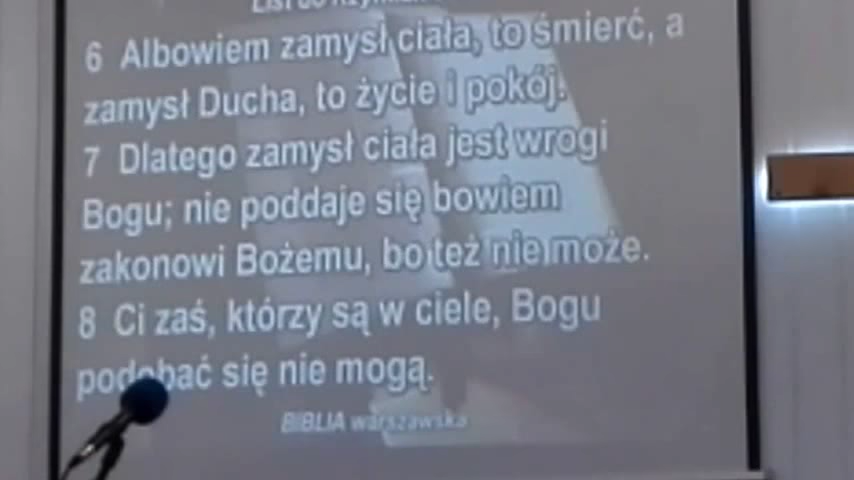 List do
6 Albowiem zamysł ciała, to śmierć, a
zamysł Ducha, to życie i pokój.
7 Dlatego zamysł ciała jest wrogi
Bogu; nie poddaje się bowiem
zakonowi Bożemu, bo też nie może.
8 Ci zaś, którzy są w ciele, Bogu
podobać się nie mogą.
BIBLIA warszawska